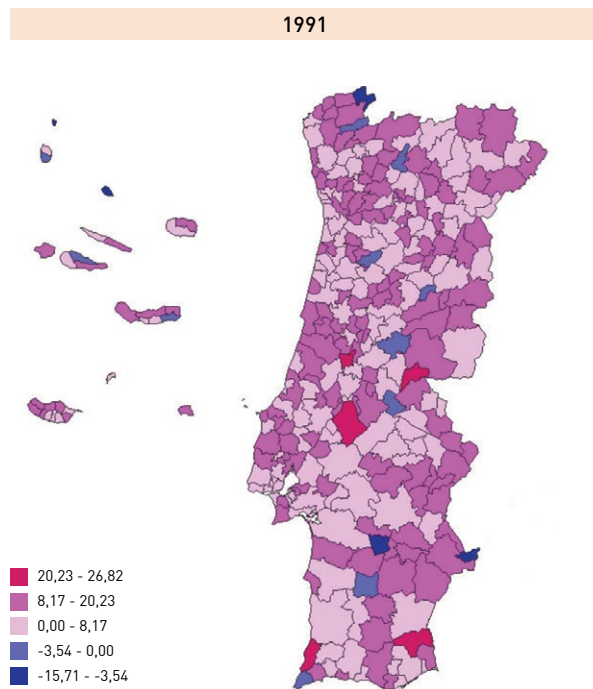 1991
20,23 - 26,82
8,17 - 20,23
0,00 - 8,17
-3,54 - 0,00
-15,71 - -3,54